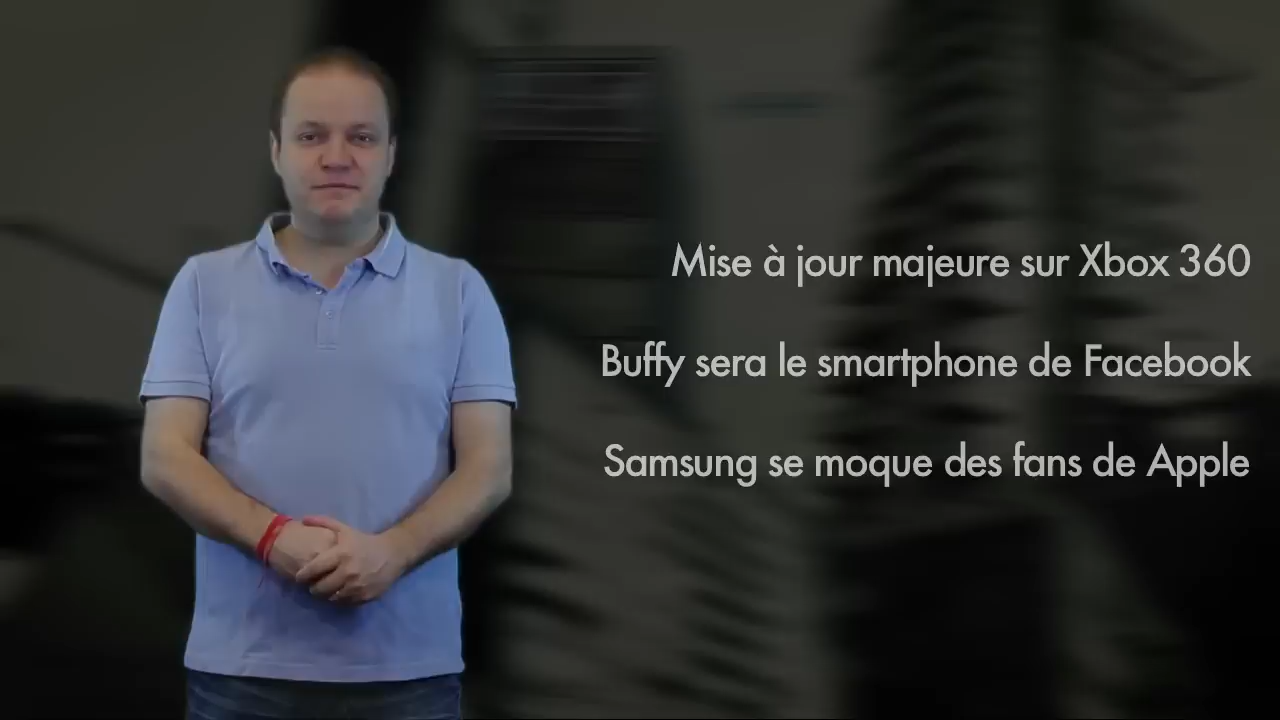 Mise à jour majeure sur Xbox 360
Buffy sera le smartphone de Facebook
Samsung se moque des fans de Apple